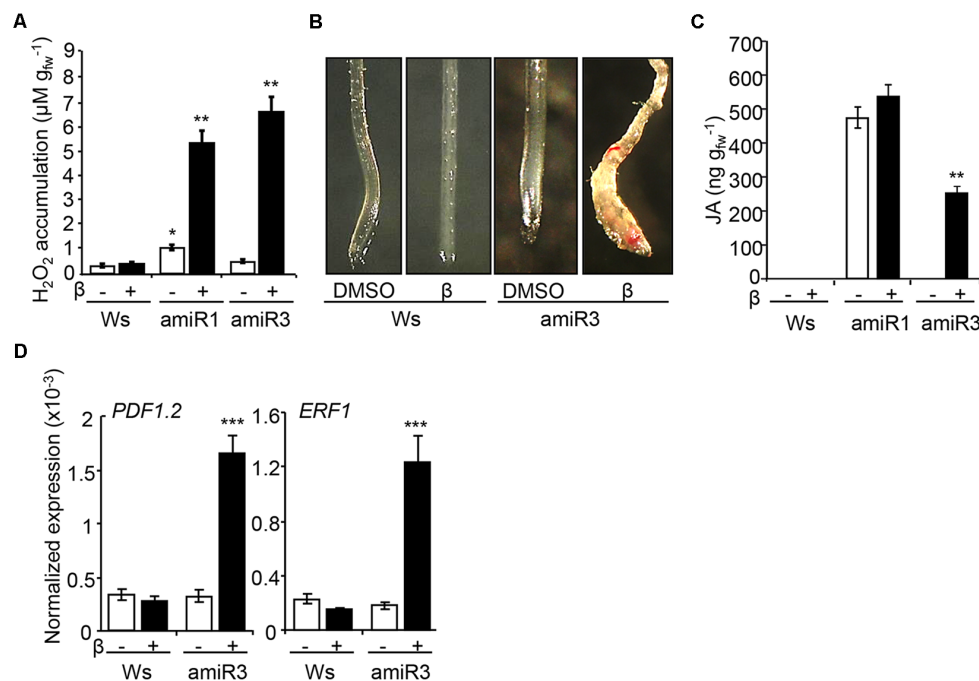 A
H₂O₂ accumulation (µM g_fw⁻¹)
9
7
6
5
4
3
2
1
0
*
**
**
β - + - + - +
Ws amiR1 amiR3
B
DMSO β DMSO β
Ws amiR3
C
JA (ng g_fw⁻¹)
700
600
500
400
300
200
100
0
**
β - + - + - +
Ws amiR1 amiR3
D
Normalized expression (x10⁻³)
PDF1.2
2
1.5
1
0.5
0
***
β - + - +
Ws amiR3
ERF1
1.6
1.2
0.8
0.4
0
***
- + - +
Ws amiR3